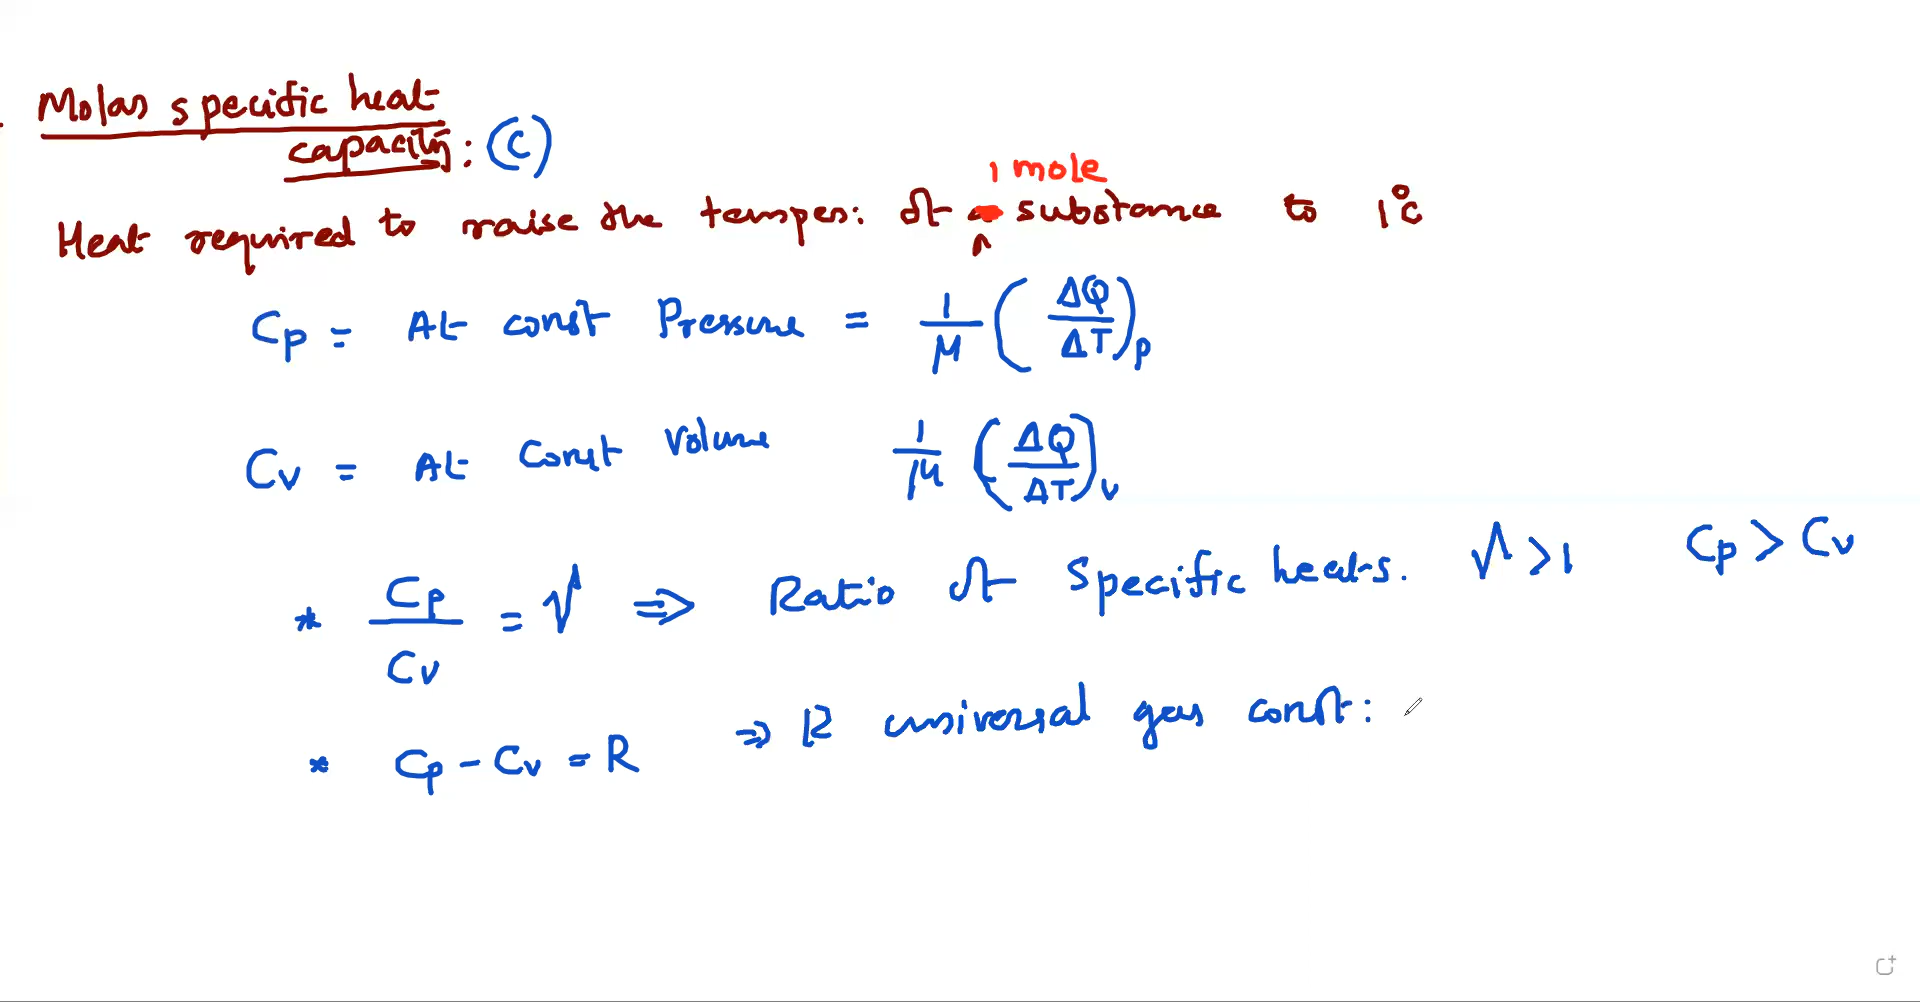 Molar specific heat
capacity: (C)
1 mole
Heat required to raise the temper: of ^ substance to 1°C
Cp = At const Pressure = 1/μ (ΔQ/ΔT)p
Cv = At const volume 1/μ (ΔQ/ΔT)v
* Cp/Cv = γ ⇒ Ratio of specific heats. γ > 1 Cp > Cv
* Cp - Cv = R ⇒ R universal gas const: